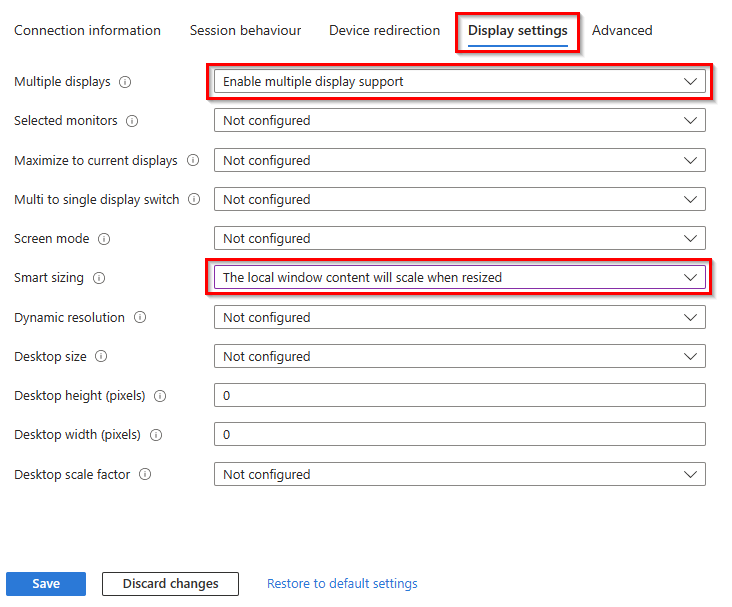 Connection information Session behaviour Device redirection Display settings Advanced
Multiple displays Enable multiple display support
Selected monitors Not configured
Maximize to current displays Not configured
Multi to single display switch Not configured
Screen mode Not configured
Smart sizing The local window content will scale when resized
Dynamic resolution Not configured
Desktop size Not configured
Desktop height (pixels) 0
Desktop width (pixels) 0
Desktop scale factor Not configured
Save Discard changes Restore to default settings